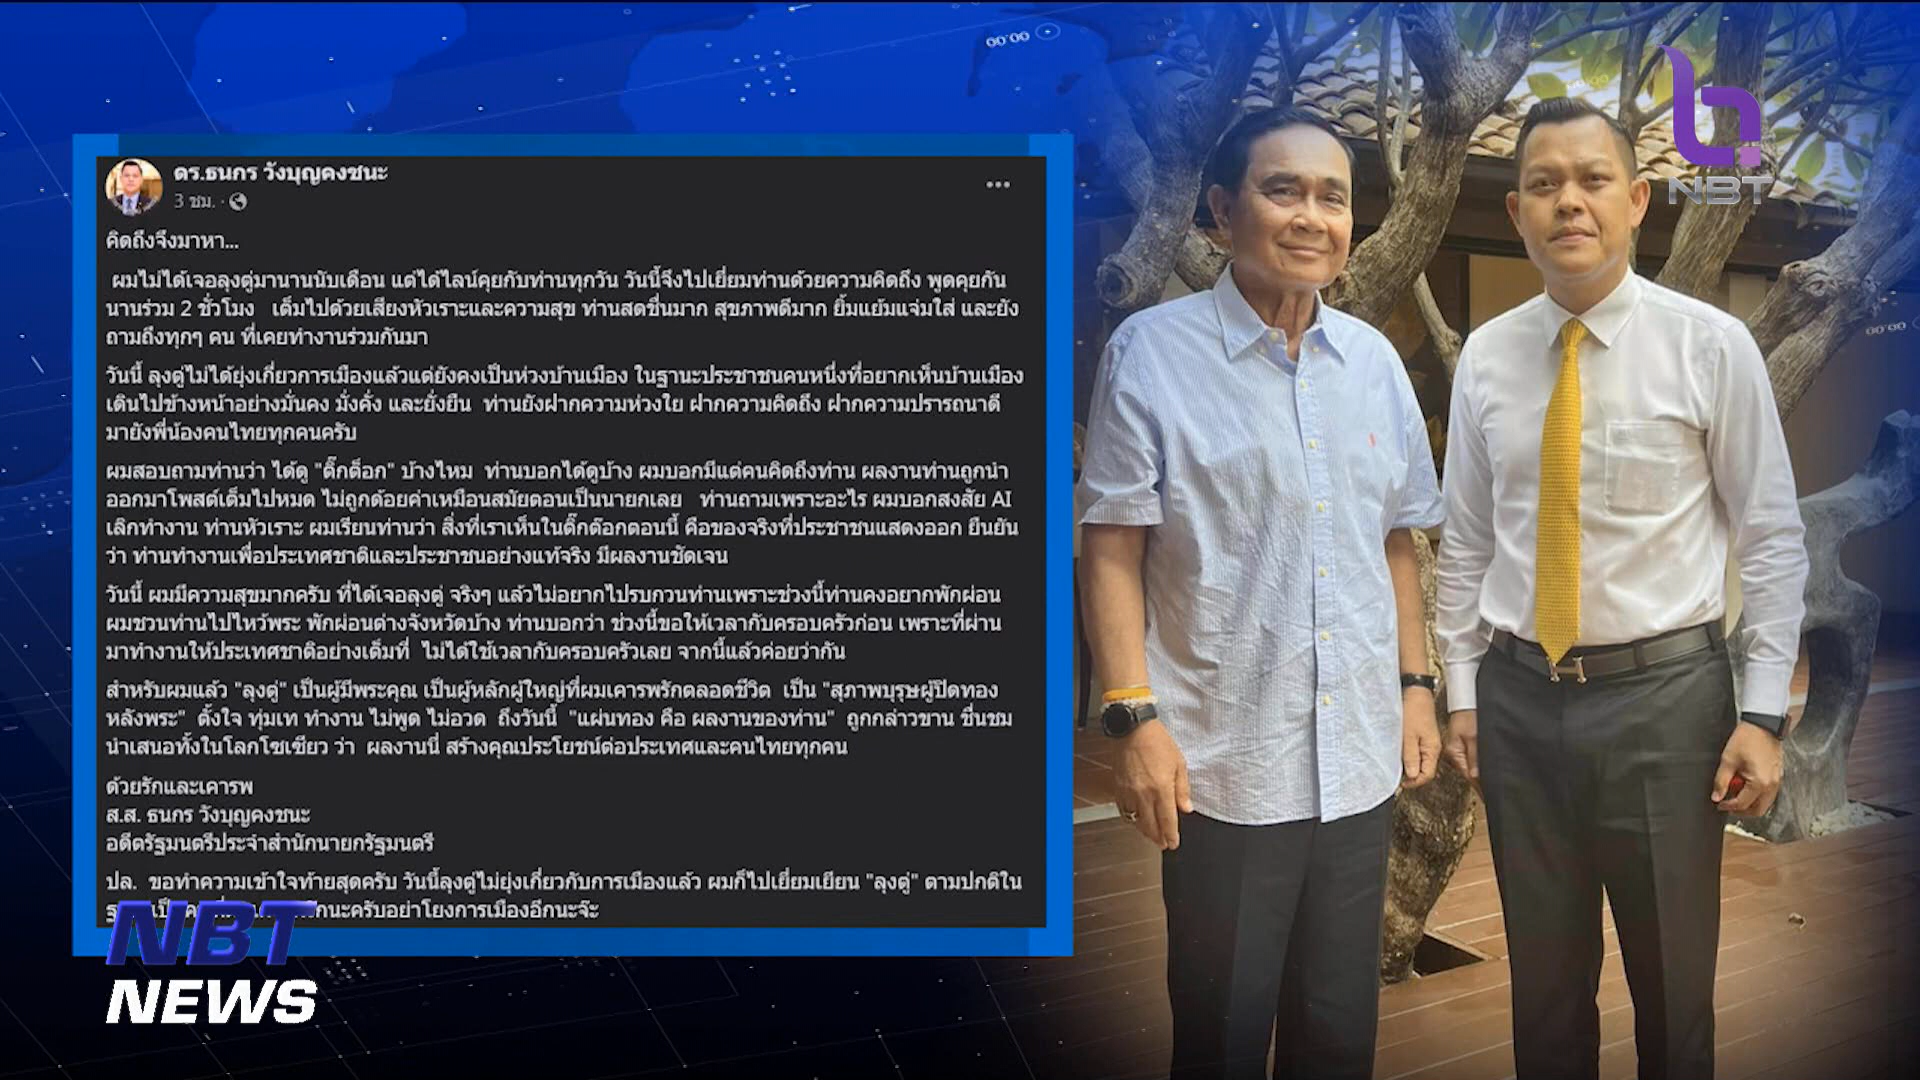 00:00
NBT
ดร.ธนกร วังบุญคงชนะ
3 ชม.
คิดถึงจึงมาหา...
ผมไม่ได้เจอลุงตู่มานานนับเดือน แต่ได้ไลน์คุยกับท่านทุกวัน วันนี้จึงไปเยี่ยมท่านด้วยความคิดถึง พูดคุยกัน
นานร่วม 2 ชั่วโมง เต็มไปด้วยเสียงหัวเราะและความสุข ท่านสดชื่นมาก สุขภาพดีมาก ยิ้มแย้มแจ่มใส และยัง
ถามถึงทุกๆ คน ที่เคยทำงานร่วมกันมา
วันนี้ ลุงตู่ไม่ได้ยุ่งเกี่ยวการเมืองแล้วแต่ยังคงเป็นห่วงบ้านเมือง ในฐานะประชาชนคนหนึ่งที่อยากเห็นบ้านเมือง
เดินไปข้างหน้าอย่างมั่นคง มั่งคั่ง และยั่งยืน ท่านยังฝากความห่วงใย ฝากความคิดถึง ฝากความปรารถนาดี
มายังพี่น้องคนไทยทุกคนครับ
ผมสอบถามท่านว่า ได้ดู "ติ๊กต็อก" บ้างไหม ท่านบอกได้ดูบ้าง ผมบอกมีแต่คนคิดถึงท่าน ผลงานท่านถูกนำ
ออกมาโพสต์เต็มไปหมด ไม่ถูกด้อยค่าเหมือนสมัยตอนเป็นนายกเลย ท่านถามเพราะอะไร ผมบอกสงสัย AI
เลิกทำงาน ท่านหัวเราะ ผมเรียนท่านว่า สิ่งที่เราเห็นในติ๊กต๊อกตอนนี้ คือของจริงที่ประชาชนแสดงออก ยืนยัน
ว่า ท่านทำงานเพื่อประเทศชาติและประชาชนอย่างแท้จริง มีผลงานชัดเจน
วันนี้ ผมมีความสุขมากครับ ที่ได้เจอลุงตู่ จริงๆ แล้วไม่อยากไปรบกวนท่านเพราะช่วงนี้ท่านคงอยากพักผ่อน
ผมชวนท่านไปไหว้พระ พักผ่อนต่างจังหวัดบ้าง ท่านบอกว่า ช่วงนี้ขอให้เวลากับครอบครัวก่อน เพราะที่ผ่าน
มาทำงานให้ประเทศชาติอย่างเต็มที่ ไม่ได้ใช้เวลากับครอบครัวเลย จากนี้แล้วค่อยว่ากัน
สำหรับผมแล้ว "ลุงตู่" เป็นผู้มีพระคุณ เป็นผู้หลักผู้ใหญ่ที่ผมเคารพรักตลอดชีวิต เป็น "สุภาพบุรุษผู้ปิดทอง
หลังพระ" ตั้งใจ ทุ่มเท ทำงาน ไม่พูด ไม่อวด ถึงวันนี้ "แผ่นทอง คือ ผลงานของท่าน" ถูกกล่าวขาน ชื่นชม
นำเสนอทั้งในโลกโซเชียว ว่า ผลงานนี่ สร้างคุณประโยชน์ต่อประเทศและคนไทยทุกคน
ด้วยรักและเคารพ
ส.ส. ธนกร วังบุญคงชนะ
อดีตรัฐมนตรีประจำสำนักนายกรัฐมนตรี
ปล. ขอทำความเข้าใจท้ายสุดครับ วันนี้ลุงตู่ไม่ยุ่งเกี่ยวกับการเมืองแล้ว ผมก็ไปเยี่ยมเยียน "ลุงตู่" ตามปกติใน
รักนะครับอย่าโยงการเมืองอีกนะจ๊ะ
NBT
NEWS
00:00